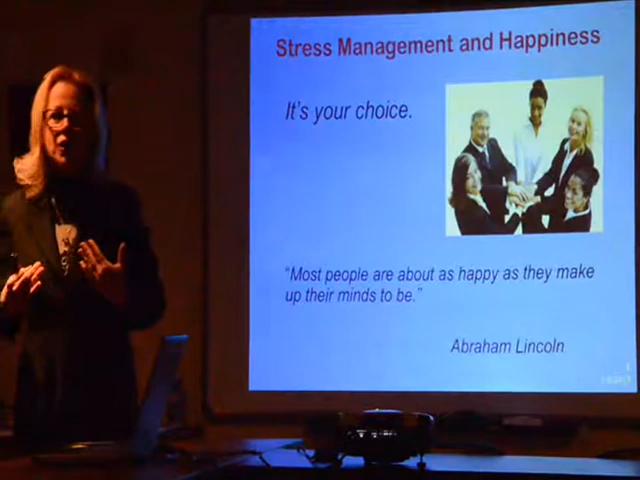 Stress Management and Happiness
It's your choice.
"Most people are about as happy as they make
up their minds to be."
Abraham Lincoln